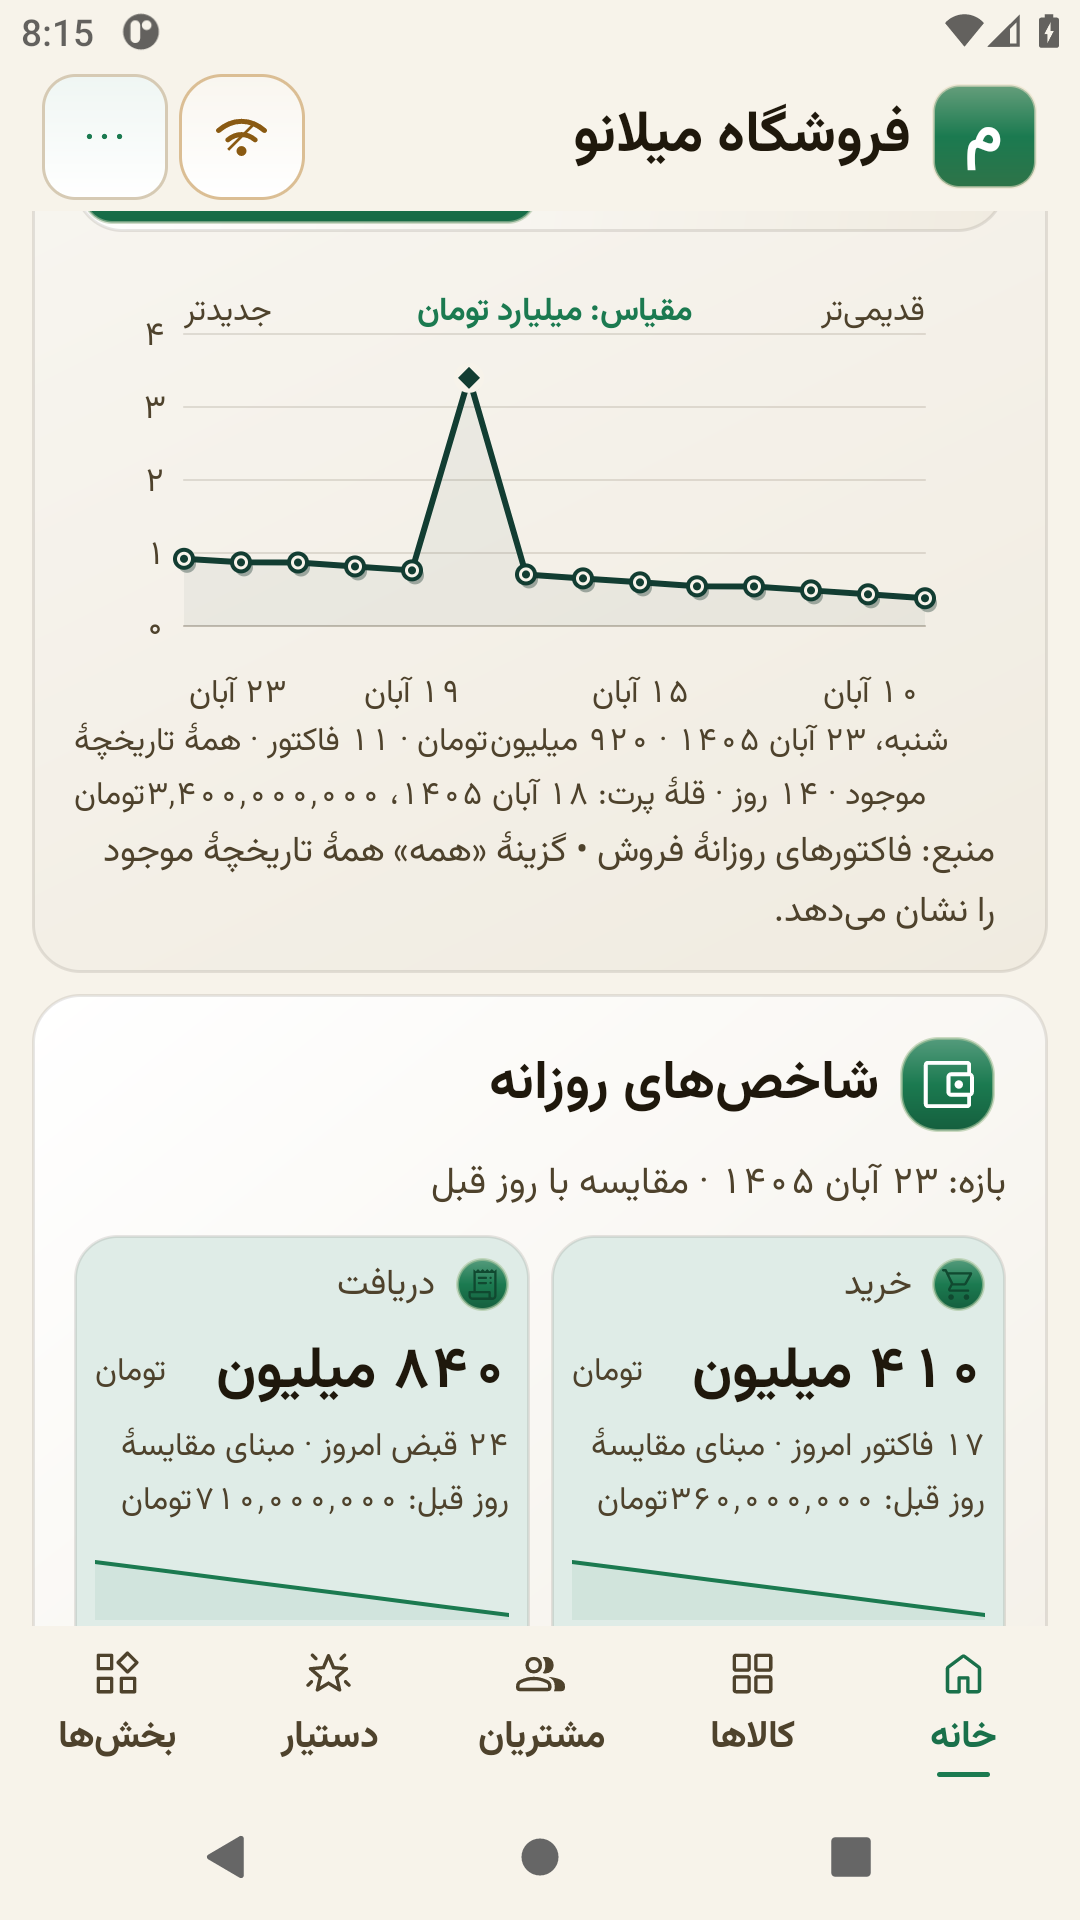 8:15
م
فروشگاه میلانو
...
قدیمی‌تر
مقیاس: میلیارد تومان
جدیدتر
۴
۳
۲
۱
۰
۱۰ آبان
۱۵ آبان
۱۹ آبان
۲۳ آبان
شنبه، ۲۳ آبان ۱۴۰۵ · ۹۲۰ میلیون‌تومان · ۱۱ فاکتور · همهٔ تاریخچهٔ
موجود · ۱۴ روز · قلهٔ پرت: ۱۸ آبان ۱۴۰۵، ۳,۴۰۰,۰۰۰,۰۰۰تومان
منبع: فاکتورهای روزانهٔ فروش • گزینهٔ «همه» همهٔ تاریخچهٔ موجود
را نشان می‌دهد.
شاخص‌های روزانه
بازه: ۲۳ آبان ۱۴۰۵ · مقایسه با روز قبل
خرید
۴۱۰ میلیون تومان
۱۷ فاکتور امروز · مبنای مقایسهٔ
روز قبل: ۳۶۰,۰۰۰,۰۰۰تومان
دریافت
۸۴۰ میلیون تومان
۲۴ قبض امروز · مبنای مقایسهٔ
روز قبل: ۷۱۰,۰۰۰,۰۰۰تومان
خانه
کالاها
مشتریان
دستیار
بخش‌ها